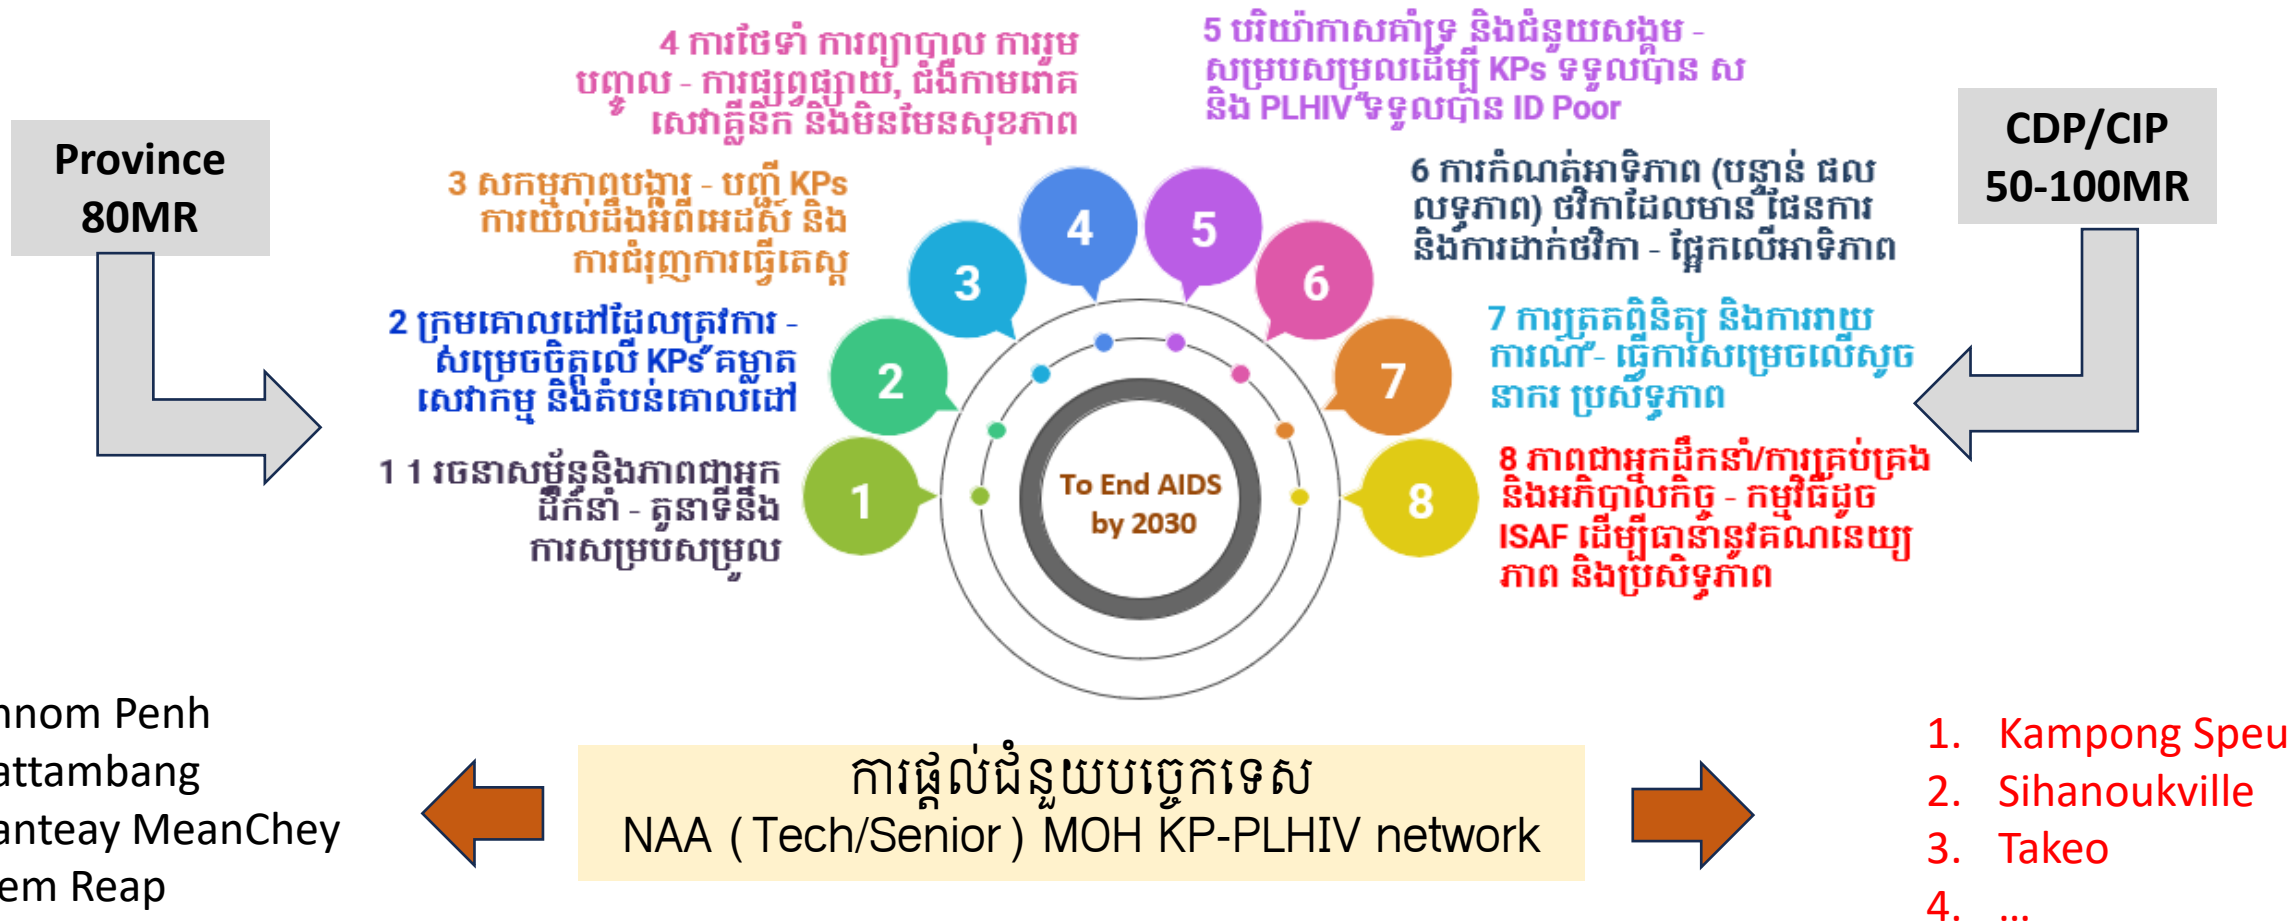 4 ការថែទាំ ការព្យាបាល ការរួម
បញ្ចូល - ការផ្សព្វផ្សាយ, ជំងឺកាមរោគ
សេវាគ្លីនិក និងមិនមែនសុខភាព
5 បរិយ៉ាកាសគាំទ្រ និងជំនួយសង្គម -
សម្របសម្រួលដើម្បី KPs ទទួលបាន ស
និង PLHIV ទទួលបាន ID Poor
Province
80MR
CDP/CIP
50-100MR
3 សកម្មភាពបង្ការ - បញ្ជី KPs
ការយល់ដឹងអំពីអេដស៍ និង
ការជំរុញការធ្វើតេស្ត
6 ការកំណត់អាទិភាព (បន្ទាន់ ផល
លទ្ធភាព) ថវិកាដែលមាន ផែនការ
និងការដាក់ថវិកា - ផ្អែកលើអាទិភាព
2 ក្រុមគោលដៅដែលត្រូវការ -
សម្រេចចិត្តលើ KPs គម្លាត
សេវាកម្ម និងតំបន់គោលដៅ
7 ការត្រួតពិនិត្យ និងការរាយ
ការណ៍ - ធ្វើការសម្រេចលើសូច
នាករ ប្រសិទ្ធភាព
1 1 រចនាសម្ព័ន្ធនិងភាពជាអ្នក
ដឹកនាំ - តួនាទីនិង
ការសម្របសម្រួល
8 ភាពជាអ្នកដឹកនាំ/ការគ្រប់គ្រង
និងអភិបាលកិច្ច - កម្មវិធីដូច
ISAF ដើម្បីធានានូវគណនេយ្យ
ភាព និងប្រសិទ្ធភាព
1
2
3
4
5
6
7
8
To End AIDS
by 2030
hnom Penh
attambang
anteay MeanChey
em Reap
ការផ្តល់ជំនួយបច្ចេកទេស
NAA (Tech/Senior) MOH KP-PLHIV network
1. Kampong Speu
2. Sihanoukville
3. Takeo
4. ...